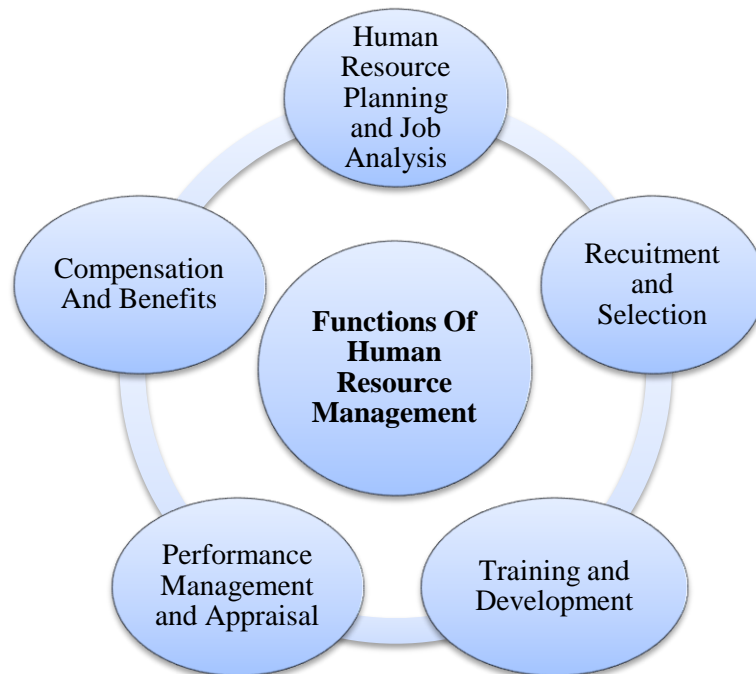 Human
Resource
Planning
and Job
Analysis
Recuitment
and
Selection
Training and
Development
Performance
Management
and Appraisal
Compensation
And Benefits
Functions Of
Human
Resource
Management